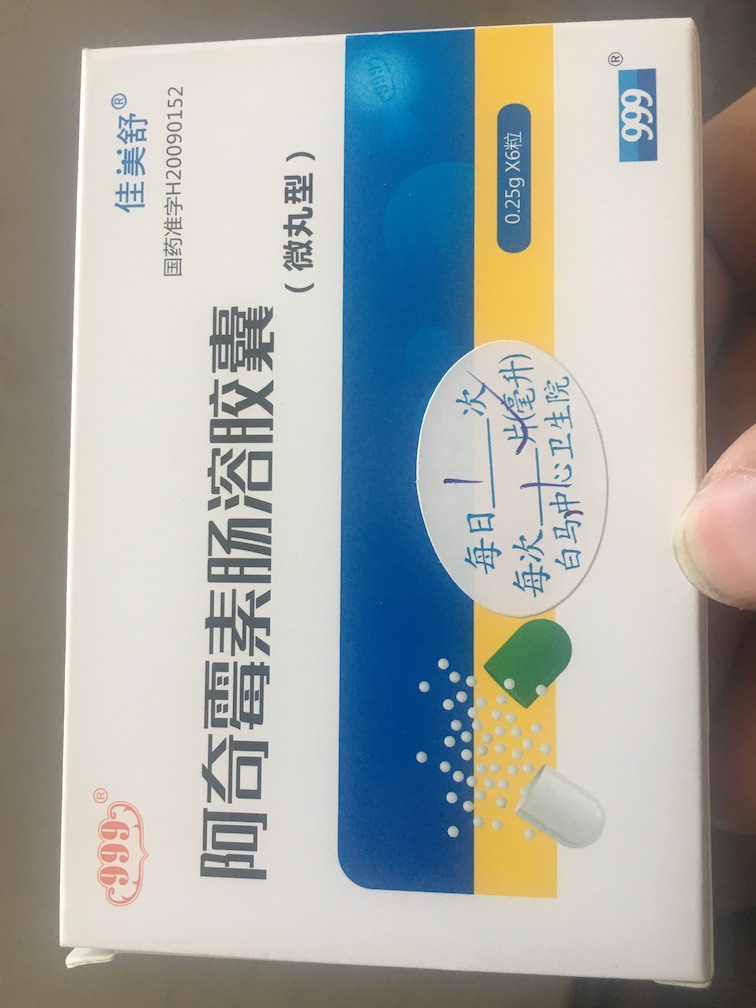 999®
佳美舒®
国药准字H20090152
阿奇霉素肠溶胶囊
(微丸型)
0.25g X6粒
每日 1 次
每次 1 片(毫升)
白马中心卫生院
999®